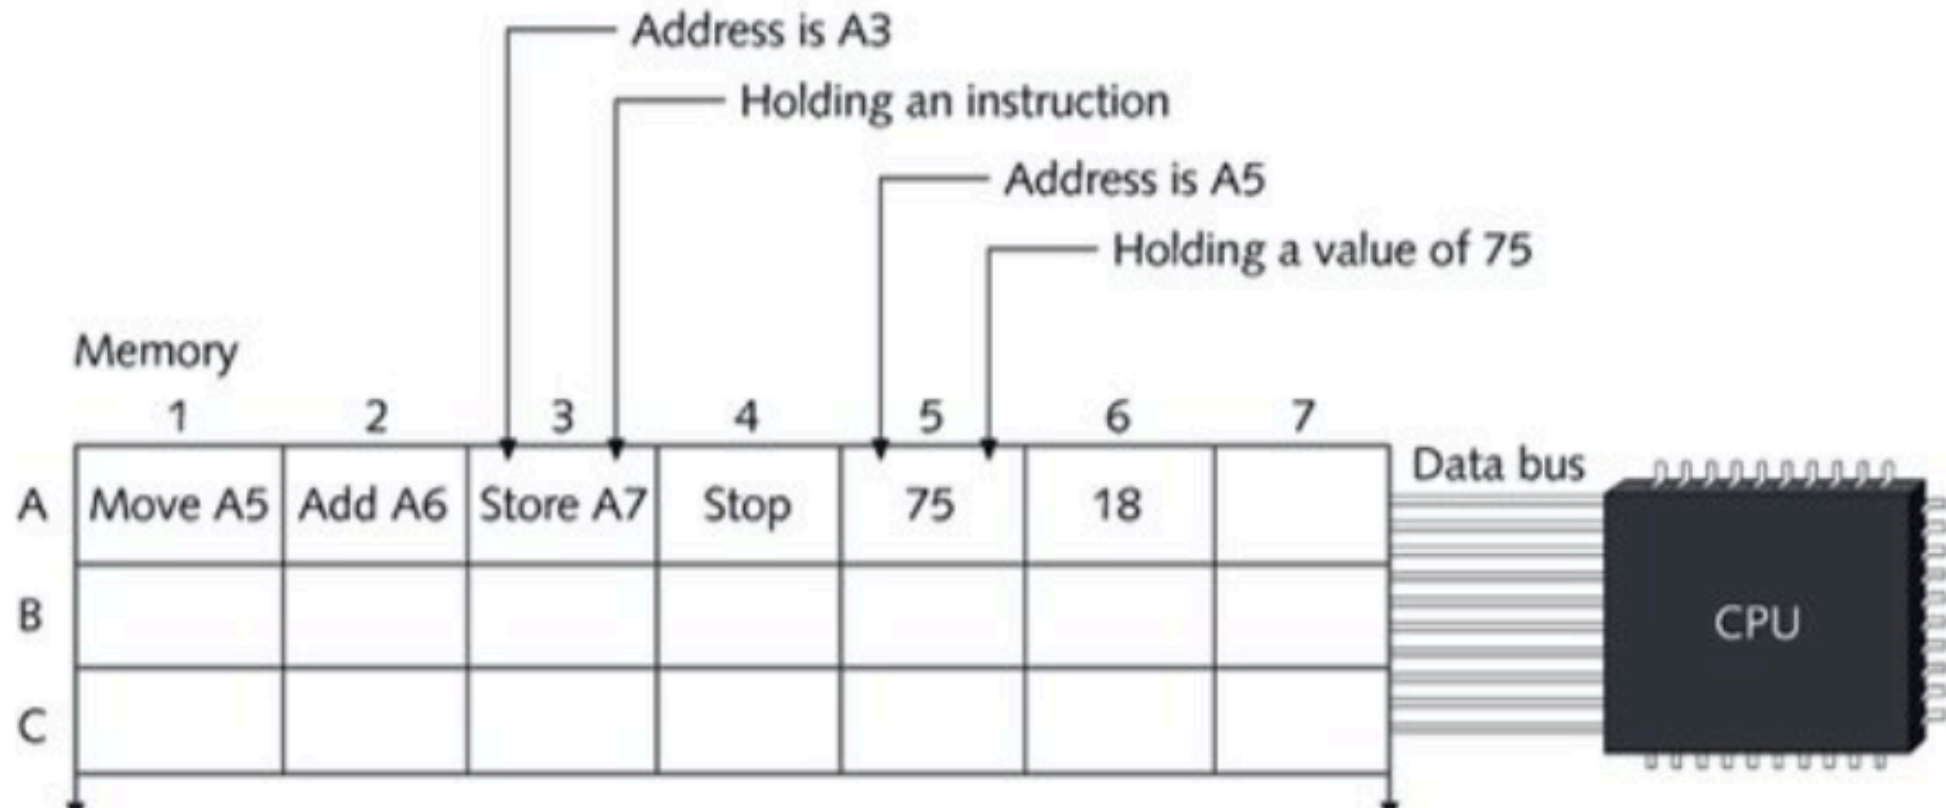 Address is A3
Holding an instruction
Address is A5
Holding a value of 75
Memory
1 2 3 4 5 6 7
Data bus
A Move A5 Add A6 Store A7 Stop 75 18
B
CPU
C